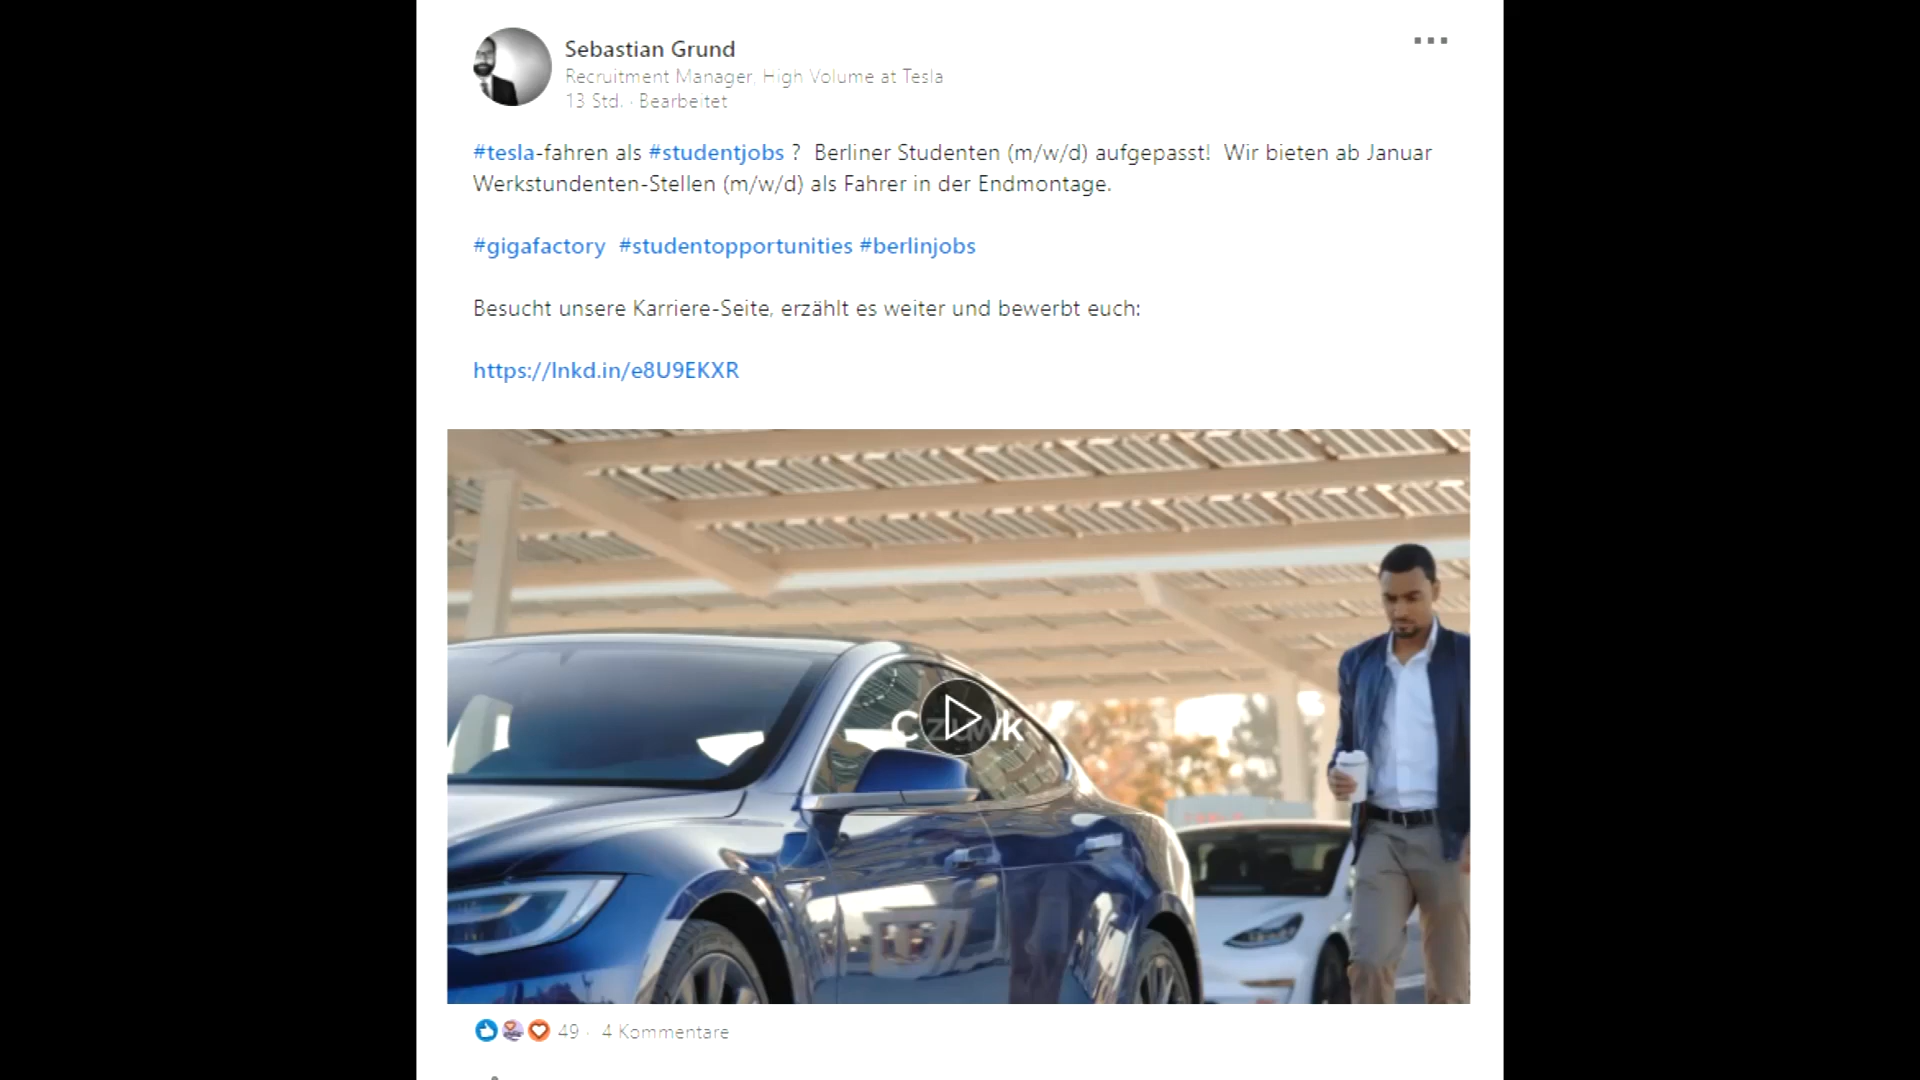 Sebastian Grund
Recruitment Manager, High Volume at Tesla
13 Std. · Bearbeitet
#tesla-fahren als #studentjobs ? Berliner Studenten (m/w/d) aufgepasst! Wir bieten ab Januar
Werkstundenten-Stellen (m/w/d) als Fahrer in der Endmontage.
#gigafactory #studentopportunities #berlinjobs
Besucht unsere Karriere-Seite, erzählt es weiter und bewerbt euch:
https://lnkd.in/e8U9EKXR
49 · 4 Kommentare